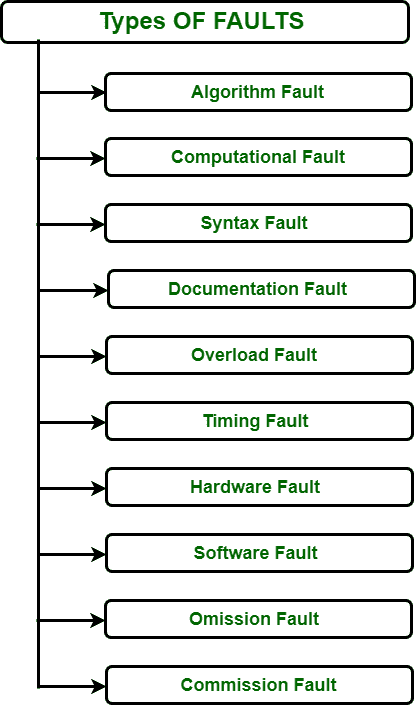 Types OF FAULTS
Algorithm Fault
Computational Fault
Syntax Fault
Documentation Fault
Overload Fault
Timing Fault
Hardware Fault
Software Fault
Omission Fault
Commission Fault